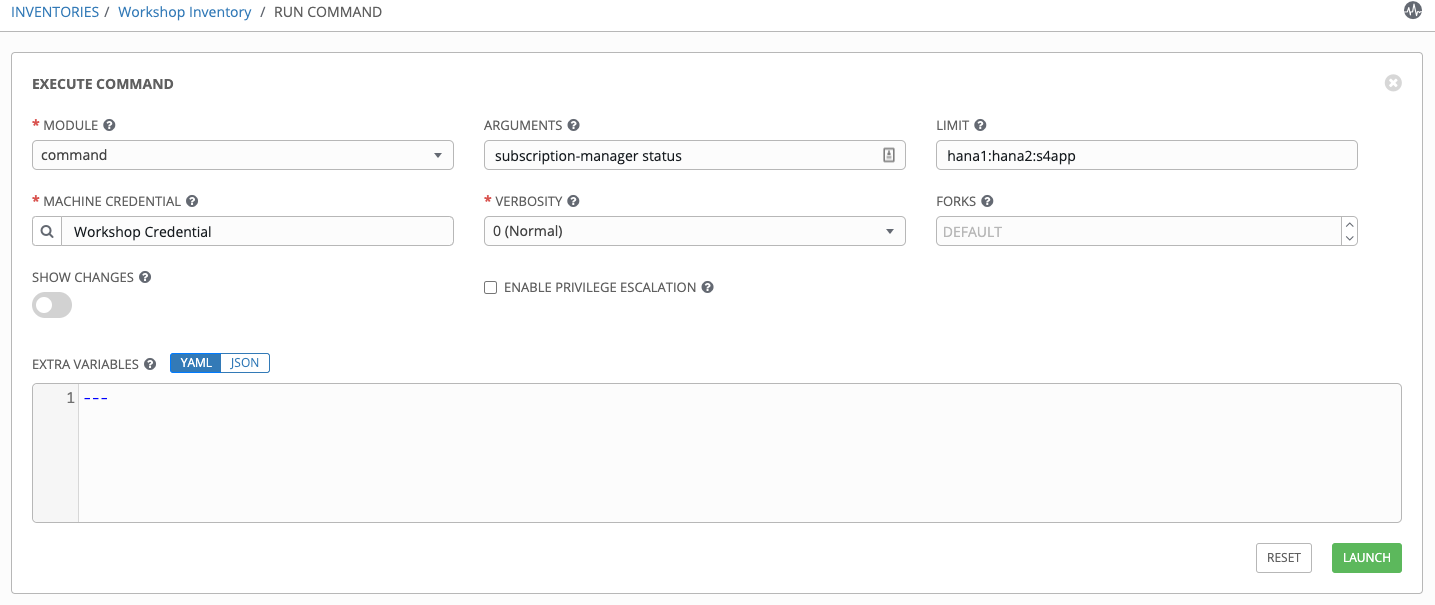 INVENTORIES / Workshop Inventory / RUN COMMAND
EXECUTE COMMAND
* MODULE ?
ARGUMENTS ?
LIMIT ?
command
subscription-manager status
hana1:hana2:s4app
* MACHINE CREDENTIAL ?
* VERBOSITY ?
FORKS ?
Workshop Credential
0 (Normal)
DEFAULT
SHOW CHANGES ?
ENABLE PRIVILEGE ESCALATION ?
EXTRA VARIABLES ? YAML JSON
1 ---
RESET LAUNCH